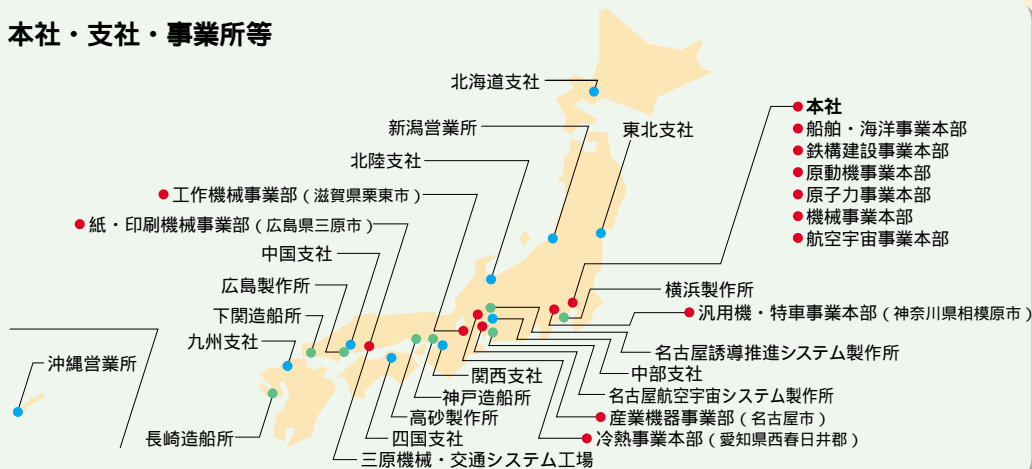 本社・支社・事業所等
北海道支社
新潟営業所
東北支社
北陸支社
工作機械事業部（滋賀県栗東市）
紙・印刷機械事業部（広島県三原市）
中国支社
広島製作所
下関造船所
九州支社
沖縄営業所
長崎造船所
本社
船舶・海洋事業本部
鉄構建設事業本部
原動機事業本部
原子力事業本部
機械事業本部
航空宇宙事業本部
横浜製作所
汎用機・特車事業本部（神奈川県相模原市）
名古屋誘導推進システム製作所
中部支社
名古屋航空宇宙システム製作所
産業機器事業部（名古屋市）
冷熱事業本部（愛知県西春日井郡）
関西支社
神戸造船所
高砂製作所
四国支社
三原機械・交通システム工場